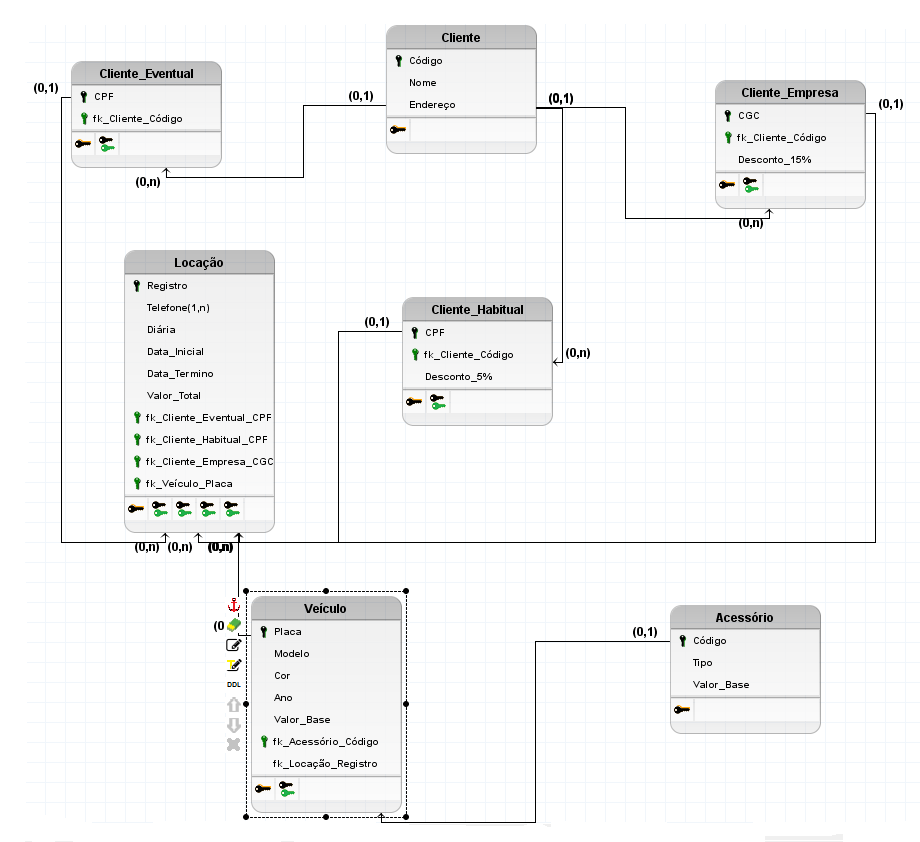 Cliente
Código
Nome
Endereço
(0,1)
(0,1)
Cliente_Eventual
CPF
fk_Cliente_Código
(0,1)
(0,n)
Cliente_Empresa
CGC
fk_Cliente_Código
Desconto_15%
(0,1)
(0,n)
Locação
Registro
Telefone(1,n)
Diária
Data_Inicial
Data_Termino
Valor_Total
fk_Cliente_Eventual_CPF
fk_Cliente_Habitual_CPF
fk_Cliente_Empresa_CGC
fk_Veículo_Placa
(0,n)
(0,n)
(0,n)
Cliente_Habitual
CPF
fk_Cliente_Código
Desconto_5%
(0,1)
(0,n)
Veículo
Placa
Modelo
Cor
Ano
Valor_Base
fk_Acessório_Código
fk_Locação_Registro
(0
DDL
Acessório
Código
Tipo
Valor_Base
(0,1)